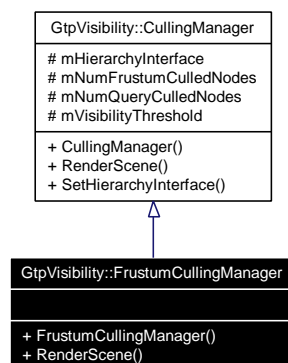 GtpVisibility::CullingManager
# mHierarchyInterface
# mNumFrustumCulledNodes
# mNumQueryCulledNodes
# mVisibilityThreshold
+ CullingManager()
+ RenderScene()
+ SetHierarchyInterface()
GtpVisibility::FrustumCullingManager
+ FrustumCullingManager()
+ RenderScene()